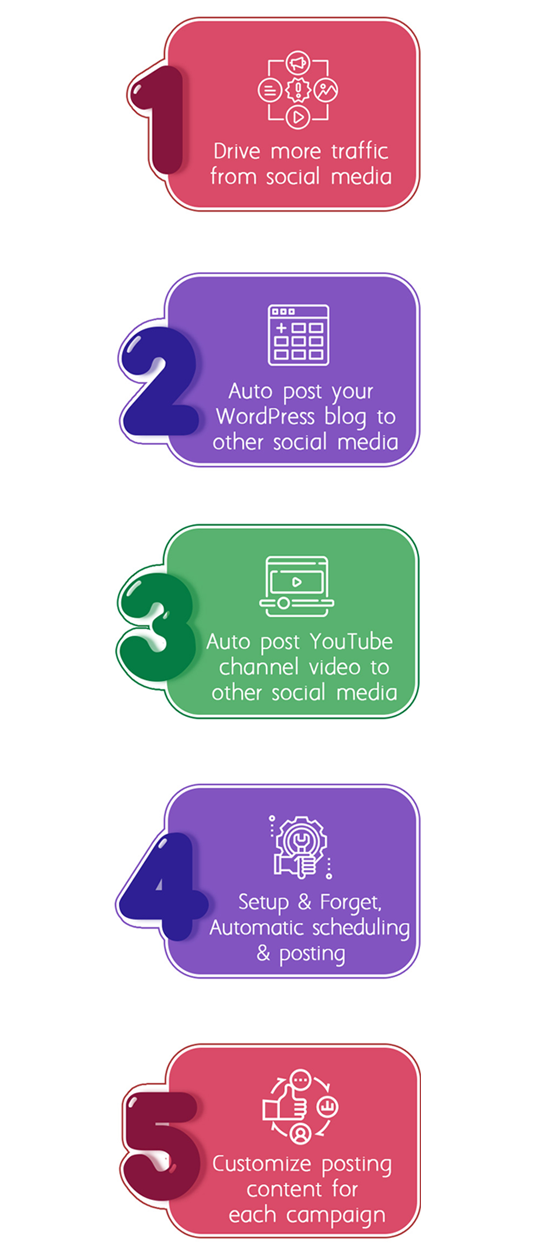 1
Drive more traffic
from social media
2
Auto post your
WordPress blog to
other social media
3
Auto post YouTube
channel video to
other social media
4
Setup & Forget,
Automatic scheduling
& posting
5
Customize posting
content for
each campaign